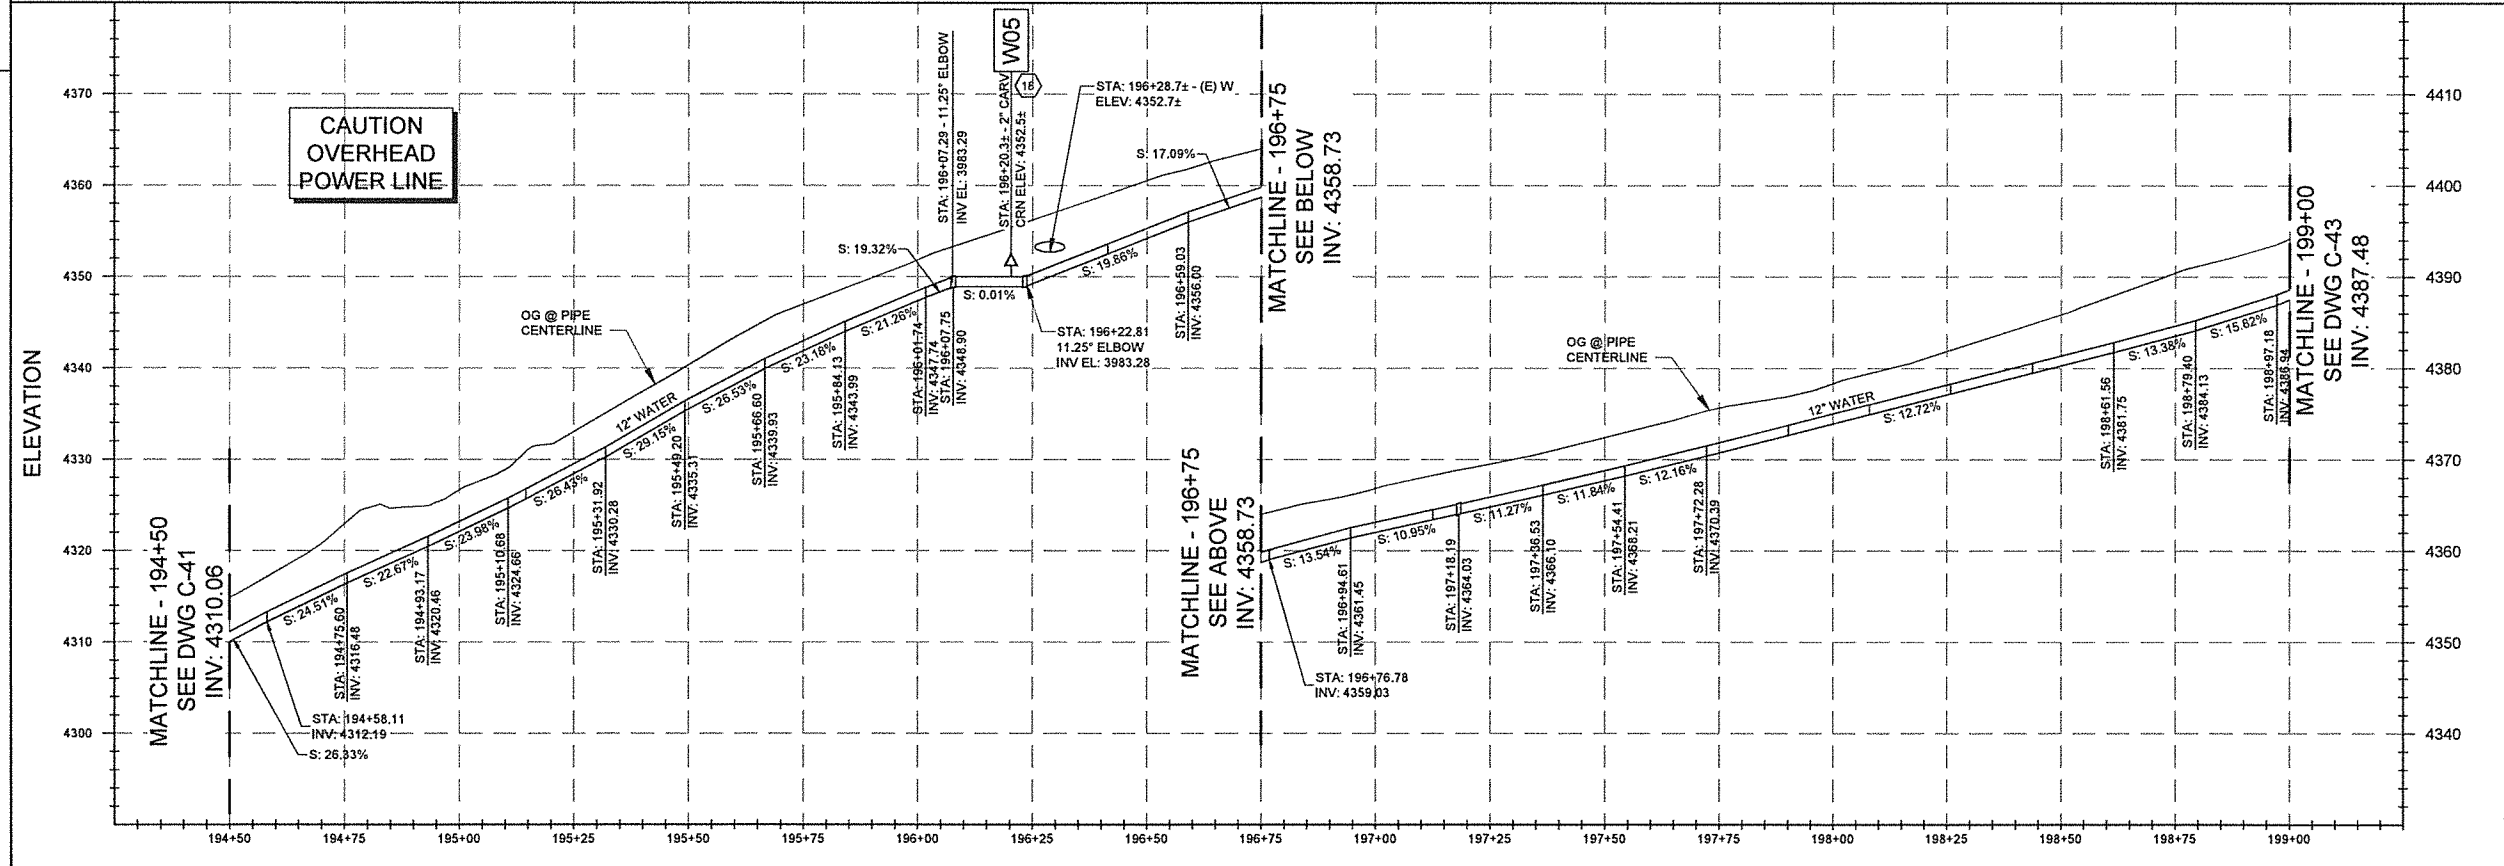 ELEVATION
4370
4360
4350
4340
4330
4320
4310
4300
CAUTION
OVERHEAD
POWER LINE
MATCHLINE - 194+50
SEE DWG C-41
INV: 4310.06
STA: 194+58.11
INV: 4312.19
S: 26.33%
S: 24.51%
STA: 194+75.60
INV: 4316.48
S: 22.67%
STA: 194+93.17
INV: 4320.46
S: 23.98%
STA: 195+10.68
INV: 4324.66
S: 26.43%
STA: 195+31.92
INV: 4330.28
S: 29.15%
12" WATER
OG @ PIPE
CENTERLINE
STA: 195+49.20
INV: 4335.31
S: 26.53%
STA: 195+66.60
INV: 4339.93
S: 23.18%
STA: 195+84.13
INV: 4343.99
S: 21.26%
STA: 196+01.74
INV: 4347.74
S: 19.32%
STA: 196+07.75
INV: 4348.90
STA: 196+07.29 - 11.25° ELBOW
INV EL: 3983.29
S: 0.01%
W05
STA: 196+20.3± - 2" CARV
CRN ELEV: 4352.5±
STA: 196+28.7± - (E) W
ELEV: 4352.7±
STA: 196+22.81
11.25° ELBOW
INV EL: 3983.28
S: 19.86%
STA: 196+59.03
INV: 4356.00
S: 17.09%
MATCHLINE - 196+75
SEE BELOW
INV: 4358.73
MATCHLINE - 196+75
SEE ABOVE
INV: 4358.73
STA: 196+76.78
INV: 4359.03
S: 13.54%
STA: 196+94.61
INV: 4361.45
S: 10.95%
STA: 197+18.19
INV: 4364.03
S: 11.27%
STA: 197+36.53
INV: 4366.10
S: 11.84%
STA: 197+54.41
INV: 4368.21
S: 12.16%
STA: 197+72.28
INV: 4370.39
OG @ PIPE
CENTERLINE
12" WATER
S: 12.72%
STA: 198+61.56
INV: 4381.75
S: 13.38%
STA: 198+79.40
INV: 4384.13
S: 15.82%
STA: 198+97.18
INV: 4386.94
MATCHLINE - 199+00
SEE DWG C-43
INV: 4387.48
4410
4400
4390
4380
4370
4360
4350
4340
194+50
194+75
195+00
195+25
195+50
195+75
196+00
196+25
196+50
196+75
197+00
197+25
197+50
197+75
198+00
198+25
198+50
198+75
199+00